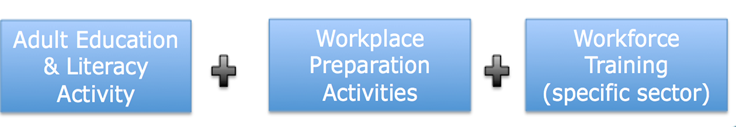 Adult Education
& Literacy
Activity
Workplace
Preparation
Activities
Workforce
Training
(specific sector)